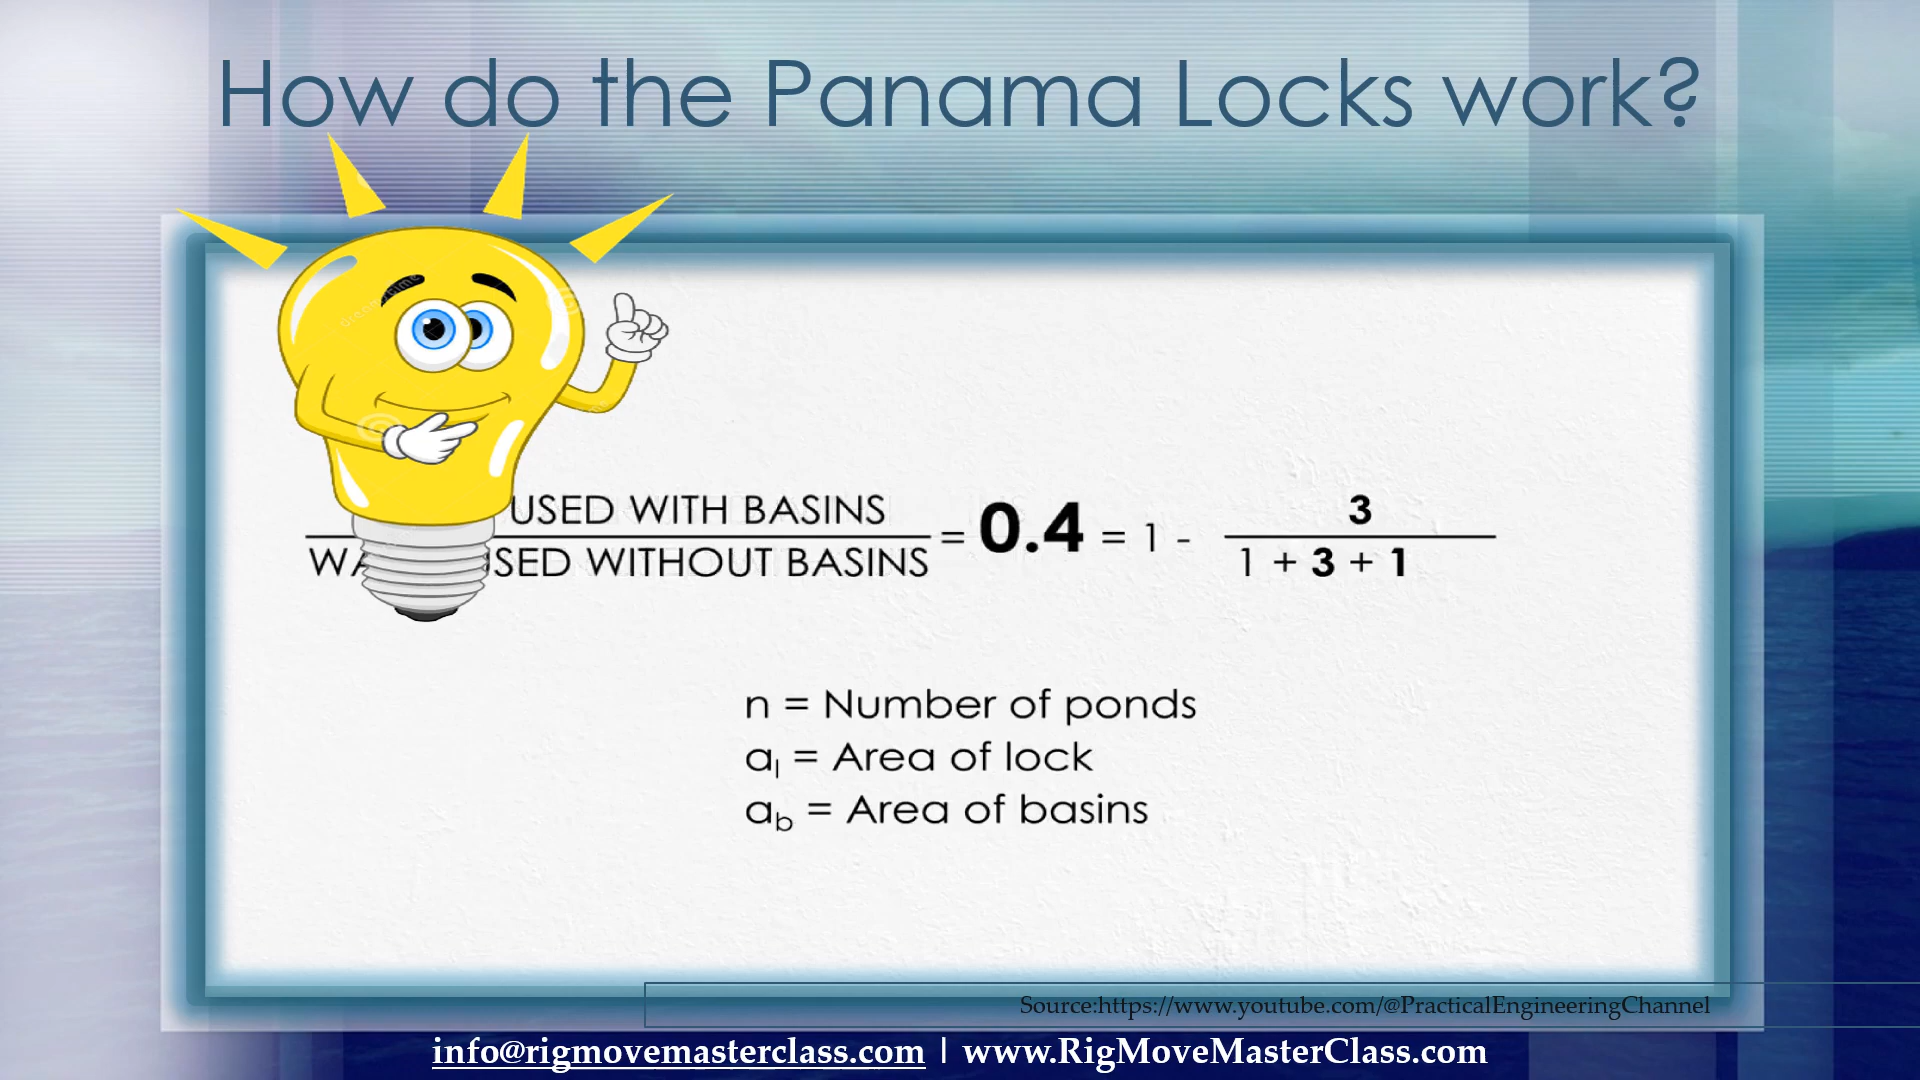 How do the Panama Locks work?
USED WITH BASINS
WA SED WITHOUT BASINS
= 0.4 = 1 -
3
1 + 3 + 1
n = Number of ponds
al = Area of lock
ab = Area of basins
Source:https://www.youtube.com/@PracticalEngineeringChannel
info@rigmovemasterclass.com | www.RigMoveMasterClass.com